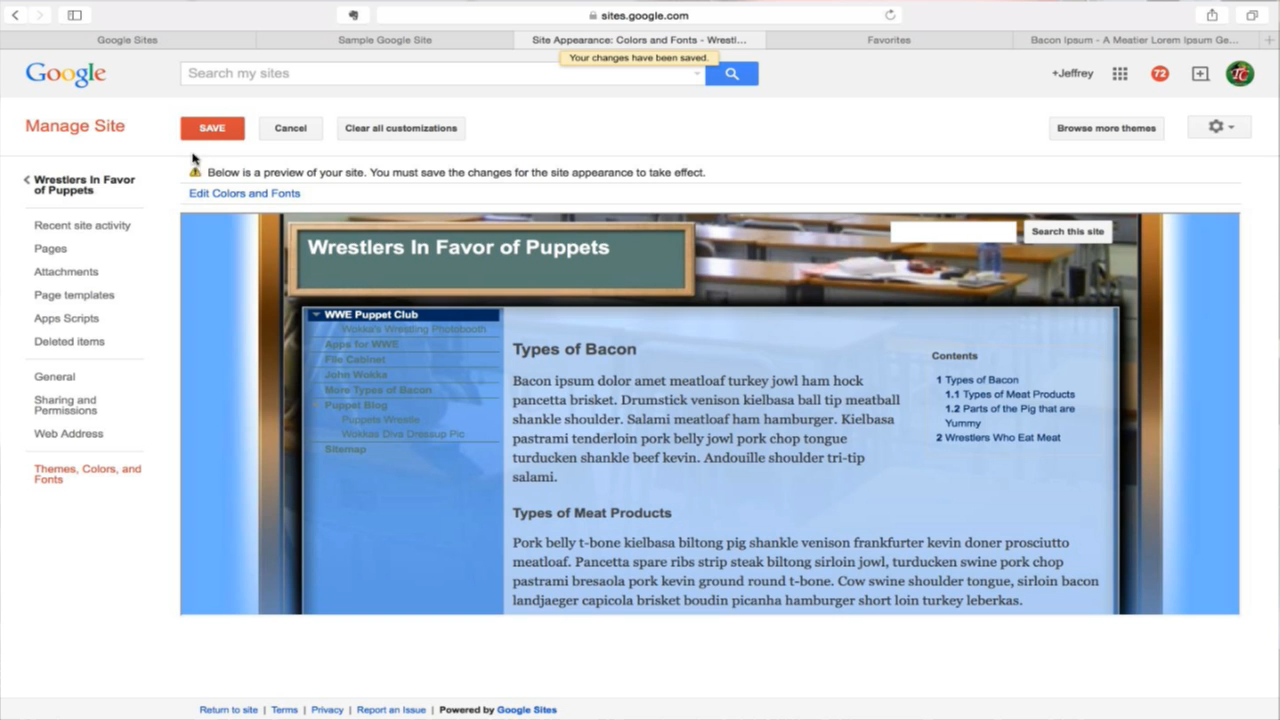 sites.google.com
Google Sites
Sample Google Site
Site Appearance: Colors and Fonts - Wrestl...
Favorites
Bacon Ipsum - A Meatier Lorem Ipsum Ge...
Your changes have been saved.
Google
Search my sites
+Jeffrey
72
TC
Manage Site
SAVE
Cancel
Clear all customizations
Browse more themes
Below is a preview of your site. You must save the changes for the site appearance to take effect.
Edit Colors and Fonts
Wrestlers In Favor
of Puppets
Recent site activity
Pages
Attachments
Page templates
Apps Scripts
Deleted items
General
Sharing and
Permissions
Web Address
Themes, Colors, and
Fonts
Wrestlers In Favor of Puppets
Search this site
WWE Puppet Club
Wokka's Wrestling Photobooth
Apps for WWE
File Cabinet
John Wokka
More Types of Bacon
Puppet Blog
Puppets Wrestle
Wokkas Diva Dressup Pic
Sitemap
Types of Bacon
Bacon ipsum dolor amet meatloaf turkey jowl ham hock
pancetta brisket. Drumstick venison kielbasa ball tip meatball
shankle shoulder. Salami meatloaf ham hamburger. Kielbasa
pastrami tenderloin pork belly jowl pork chop tongue
turducken shankle beef kevin. Andouille shoulder tri-tip
salami.
Contents
1 Types of Bacon
1.1 Types of Meat Products
1.2 Parts of the Pig that are
Yummy
2 Wrestlers Who Eat Meat
Types of Meat Products
Pork belly t-bone kielbasa biltong pig shankle venison frankfurter kevin doner prosciutto
meatloaf. Pancetta spare ribs strip steak biltong sirloin jowl, turducken swine pork chop
pastrami bresaola pork kevin ground round t-bone. Cow swine shoulder tongue, sirloin bacon
landjaeger capicola brisket boudin picanha hamburger short loin turkey leberkas.
Return to site | Terms | Privacy | Report an Issue | Powered by Google Sites